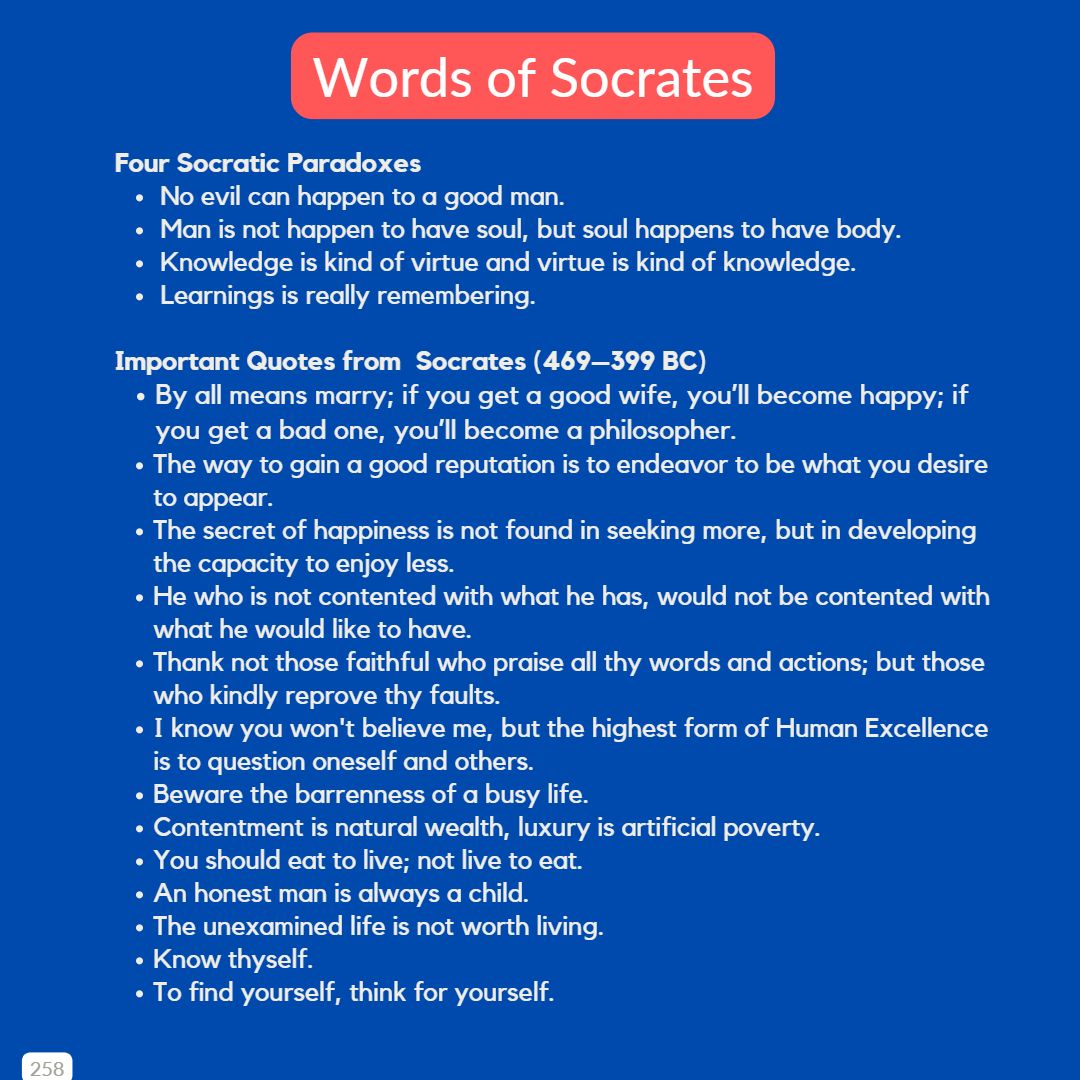 Words of Socrates
Four Socratic Paradoxes
• No evil can happen to a good man.
• Man is not happen to have soul, but soul happens to have body.
• Knowledge is kind of virtue and virtue is kind of knowledge.
• Learnings is really remembering.
Important Quotes from  Socrates (469—399 BC)
• By all means marry; if you get a good wife, you’ll become happy; if
you get a bad one, you’ll become a philosopher.
• The way to gain a good reputation is to endeavor to be what you desire
to appear.
• The secret of happiness is not found in seeking more, but in developing
the capacity to enjoy less.
• He who is not contented with what he has, would not be contented with
what he would like to have.
• Thank not those faithful who praise all thy words and actions; but those
who kindly reprove thy faults.
• I know you won't believe me, but the highest form of Human Excellence
is to question oneself and others.
• Beware the barrenness of a busy life.
• Contentment is natural wealth, luxury is artificial poverty.
• You should eat to live; not live to eat.
• An honest man is always a child.
• The unexamined life is not worth living.
• Know thyself.
• To find yourself, think for yourself.
258